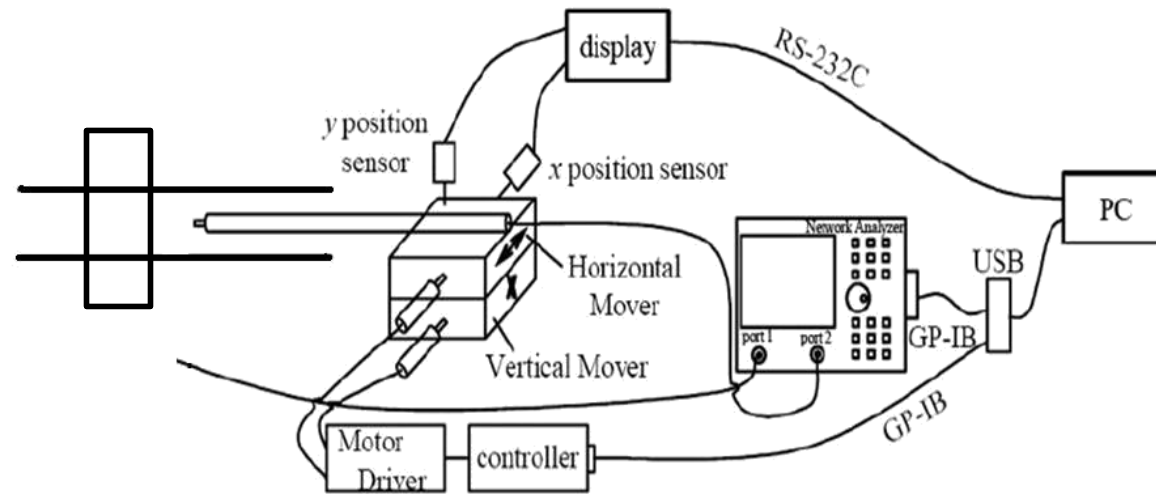 display
RS-232C
y position
sensor
x position sensor
PC
Network Analyzer
port 1
port 2
Horizontal
Mover
USB
GP-IB
Vertical Mover
GP-IB
Motor
Driver
controller